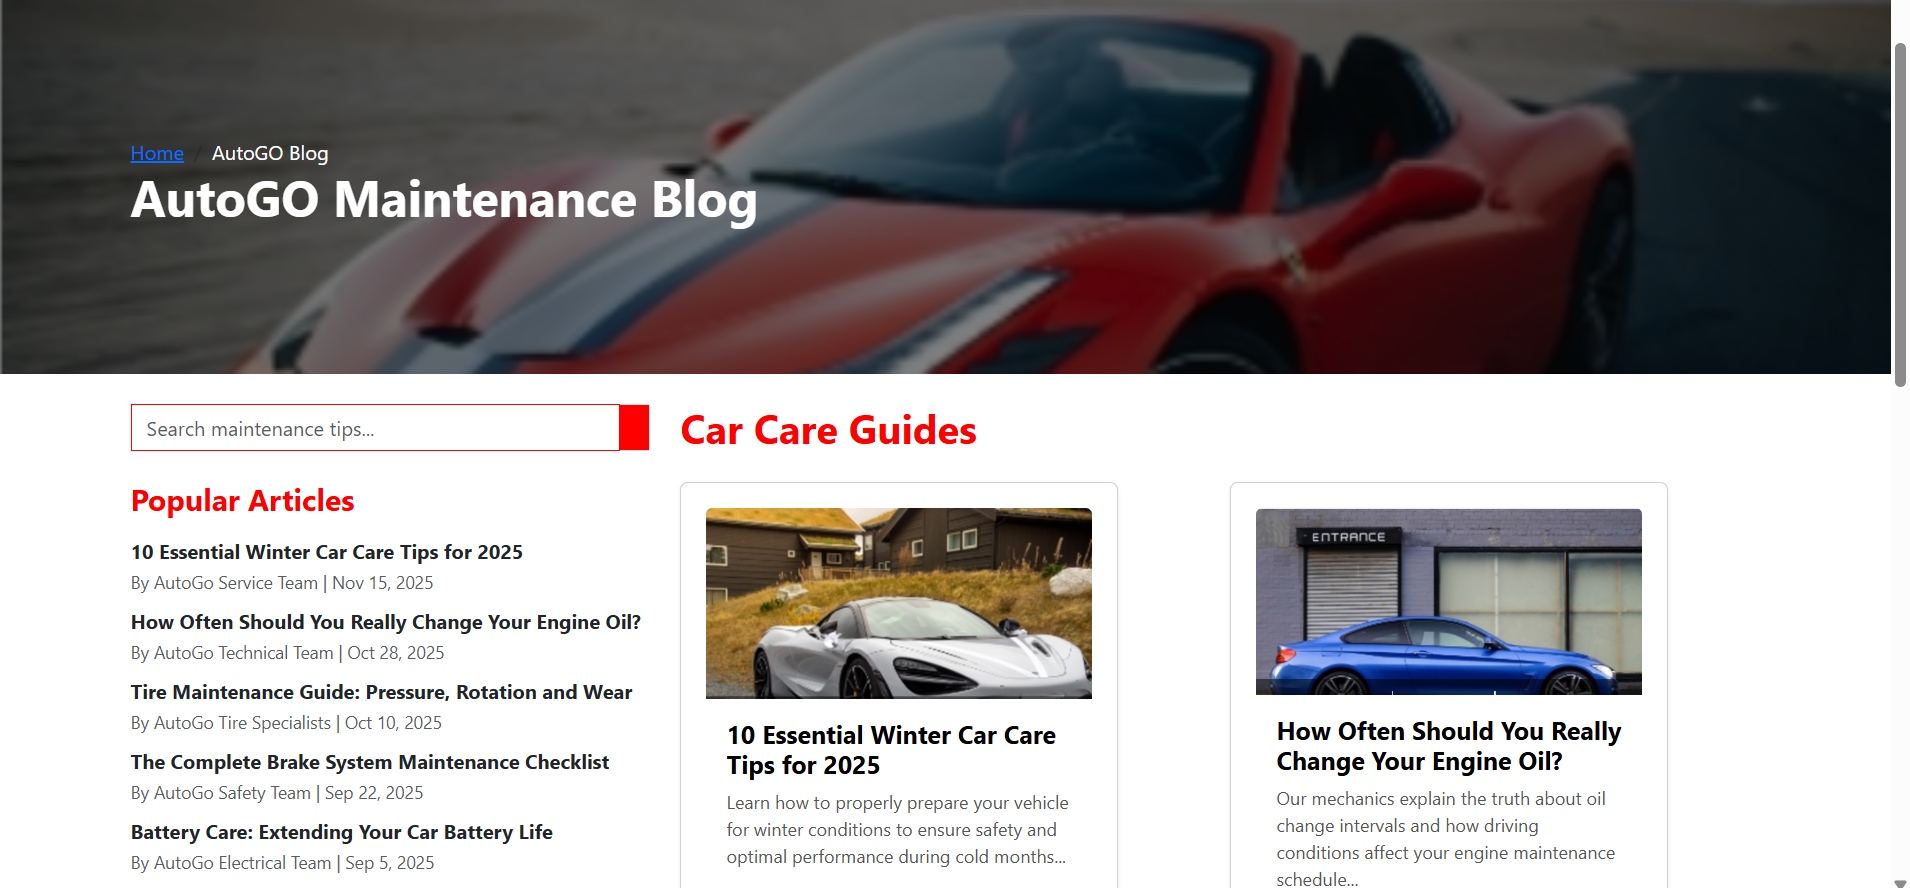 Home / AutoGO Blog
AutoGO Maintenance Blog
Search maintenance tips...
Popular Articles
10 Essential Winter Car Care Tips for 2025
By AutoGo Service Team | Nov 15, 2025
How Often Should You Really Change Your Engine Oil?
By AutoGo Technical Team | Oct 28, 2025
Tire Maintenance Guide: Pressure, Rotation and Wear
By AutoGo Tire Specialists | Oct 10, 2025
The Complete Brake System Maintenance Checklist
By AutoGo Safety Team | Sep 22, 2025
Battery Care: Extending Your Car Battery Life
By AutoGo Electrical Team | Sep 5, 2025
Car Care Guides
10 Essential Winter Car Care
Tips for 2025
Learn how to properly prepare your vehicle
for winter conditions to ensure safety and
optimal performance during cold months...
ENTRANCE
How Often Should You Really
Change Your Engine Oil?
Our mechanics explain the truth about oil
change intervals and how driving
conditions affect your engine maintenance
schedule...